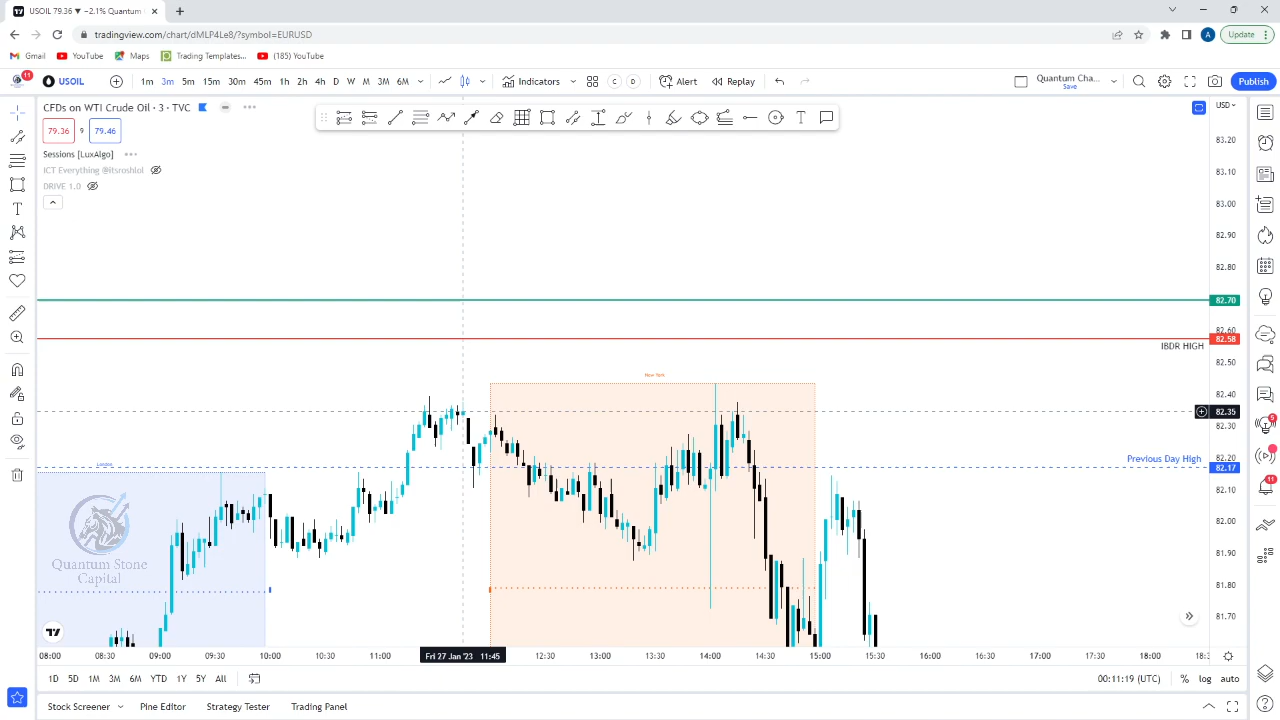 USOIL 79.36 ▼ −2.1% Quantum
tradingview.com/chart/dMLP4Le8/?symbol=EURUSD
A
Update
Gmail
YouTube
Maps
Trading Templates...
(185) YouTube
11
USOIL
1m
3m
5m
15m
30m
45m
1h
2h
4h
D
W
M
3M
6M
Indicators
C
D
Alert
Replay
Quantum Cha...
Save
Publish
CFDs on WTI Crude Oil · 3 · TVC
USD
79.36
9
79.46
Sessions [LuxAlgo]
ICT Everything @itsroshlol
DRIVE 1.0
83.20
83.10
83.00
82.90
82.80
82.70
82.60
82.58
IBDR HIGH
82.50
New York
82.40
82.35
82.30
Previous Day High
82.20
82.17
London
82.10
82.00
81.90
81.80
81.70
Quantum Stone
Capital
08:00
08:30
09:00
09:30
10:00
10:30
11:00
Fri 27 Jan '23 11:45
12:30
13:00
13:30
14:00
14:30
15:00
15:30
16:00
16:30
17:00
17:30
18:00
18:3
1D
5D
1M
3M
6M
YTD
1Y
5Y
All
00:11:19 (UTC)
%
log
auto
Stock Screener
Pine Editor
Strategy Tester
Trading Panel
5
11